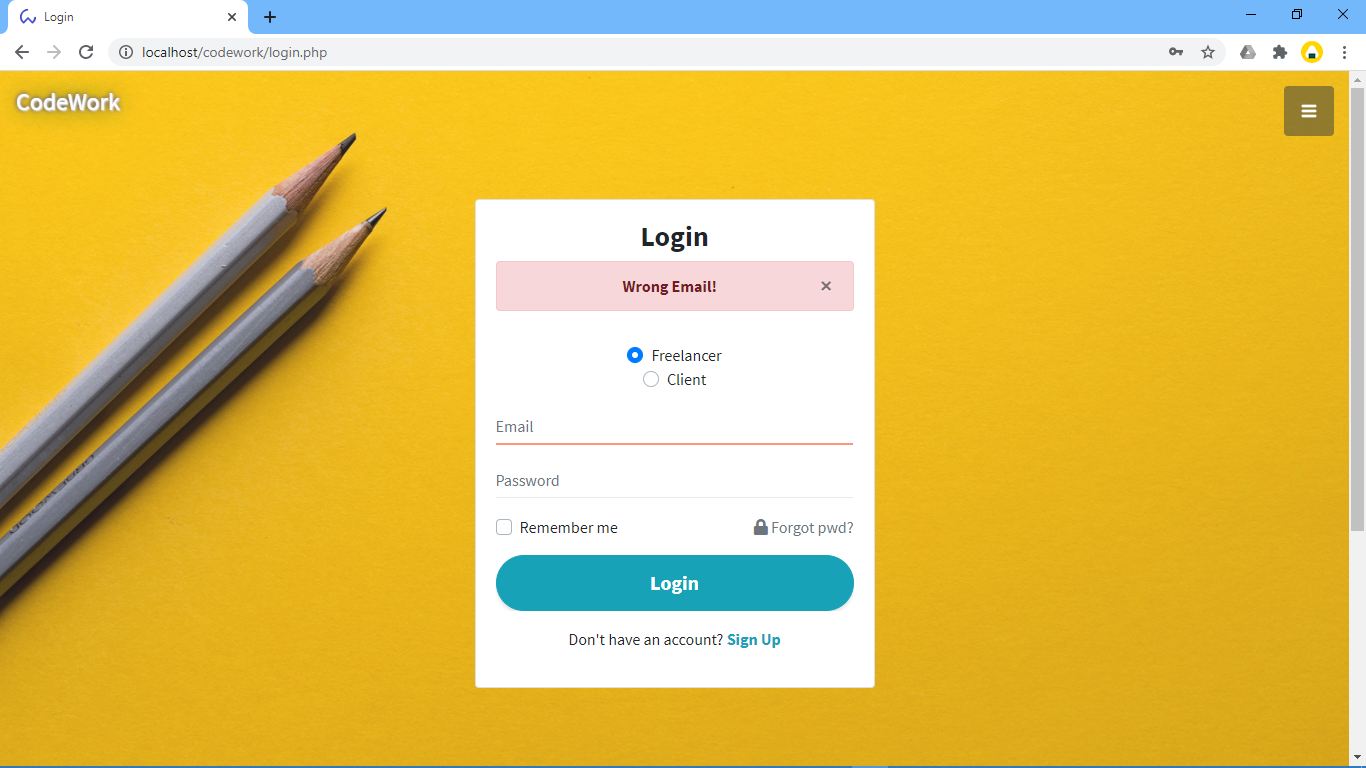 Login
localhost/codework/login.php
CodeWork
Login
Wrong Email!
Freelancer
Client
Email
Password
Remember me
Forgot pwd?
Login
Don't have an account? Sign Up